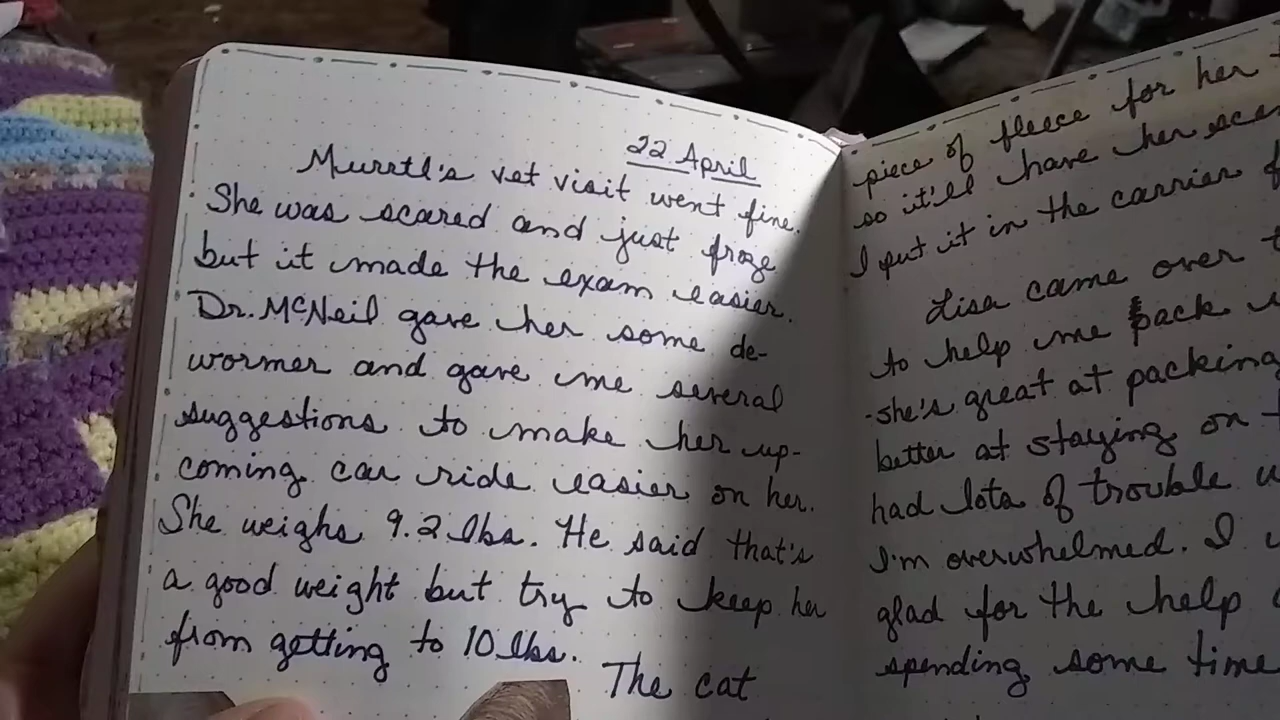 22 April
Murrtl's vet visit went fine.
She was scared and just froze
but it made the exam easier.
Dr. McNeil gave her some de-
wormer and gave me several
suggestions to make her up-
coming car ride easier on her.
She weighs 9.2 lbs. He said that's
a good weight but try to keep her
from getting to 10 lbs.
The cat
piece of fleece for her
so it'll have her
I put it in the carrier
Lisa came over
to help me pack
-she's great at packing
better at staying on
had lots of trouble
I'm overwhelmed. I
glad for the help
spending some time